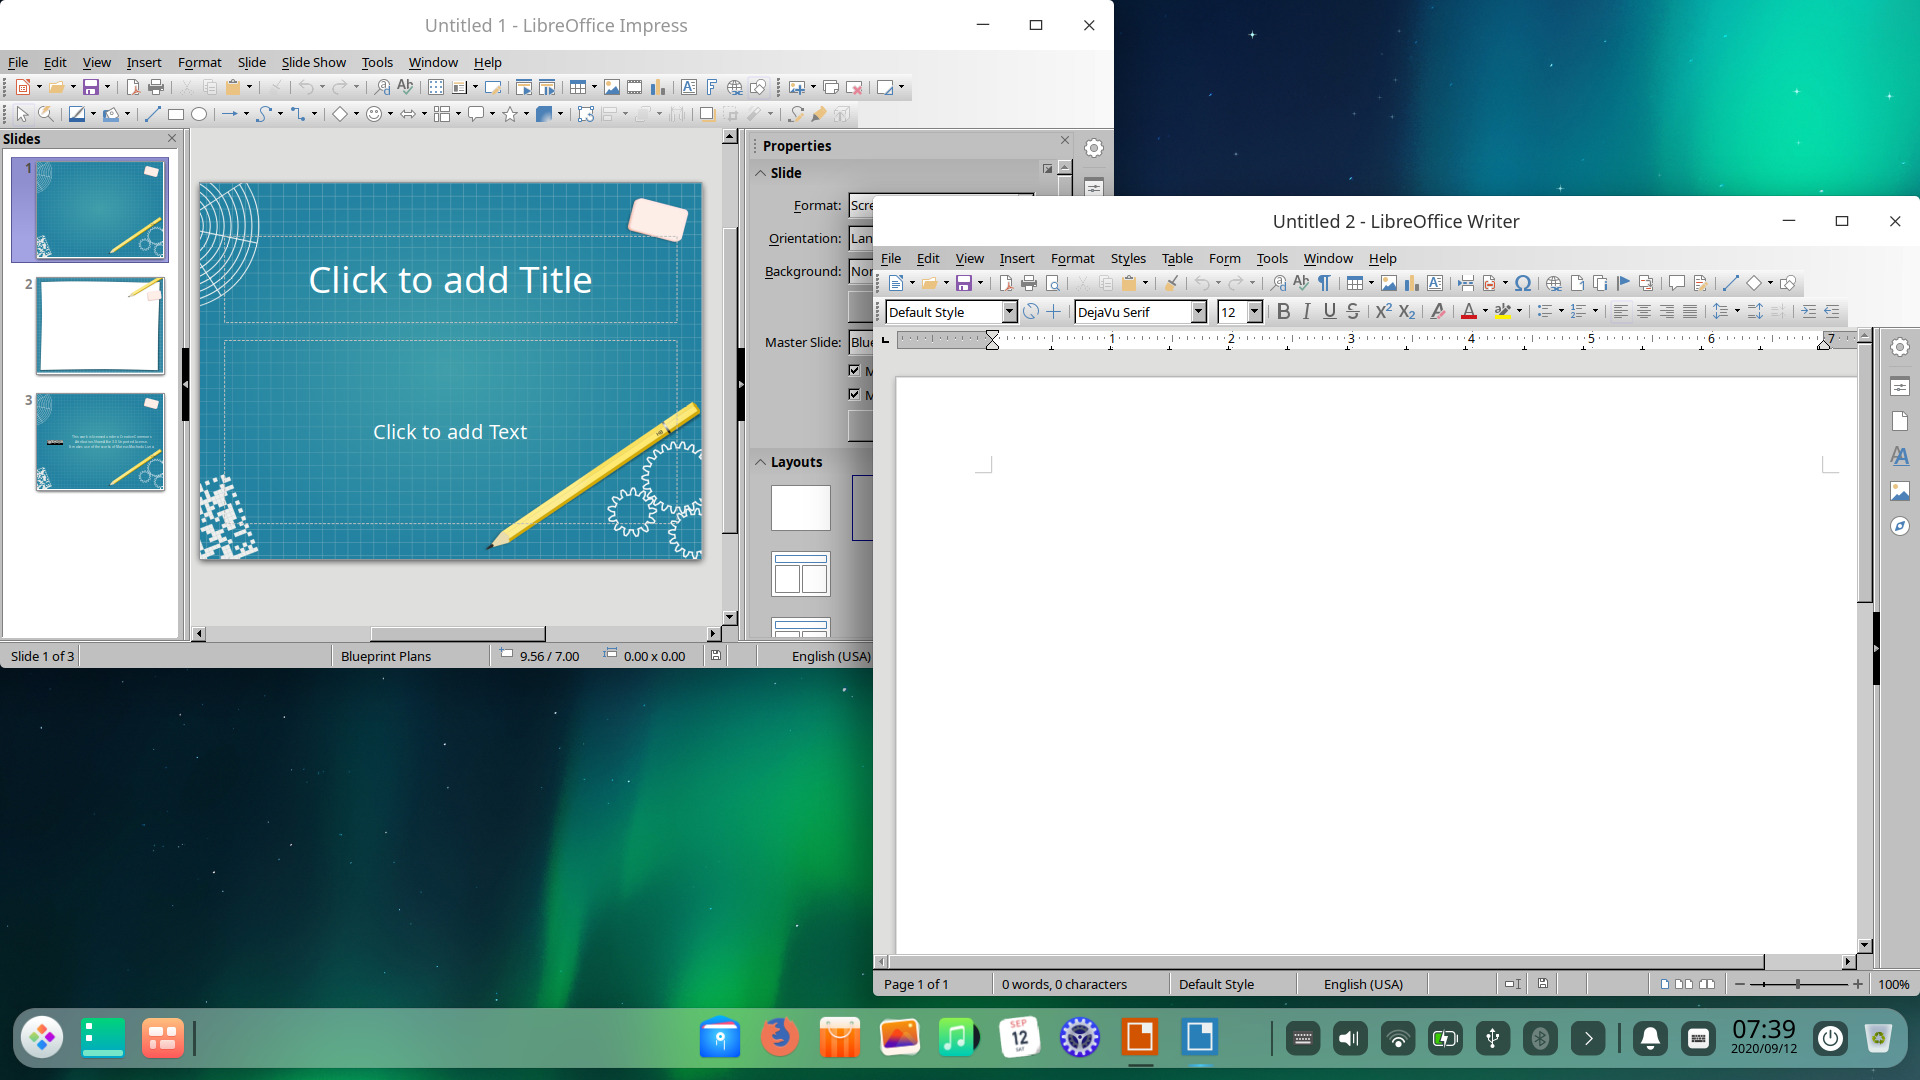 Untitled 1 - LibreOffice Impress
File Edit View Insert Format Slide Slide Show Tools Window Help
Slides
1
2
3
Click to add Title
Click to add Text
Properties
Slide
Format: Scre
Orientation: Lan
Background: Nor
Master Slide: Blue
M
M
Layouts
Slide 1 of 3
Blueprint Plans
9.56 / 7.00
0.00 x 0.00
English (USA)
Untitled 2 - LibreOffice Writer
File Edit View Insert Format Styles Table Form Tools Window Help
Default Style
DejaVu Serif
12
1 2 3 4 5 6 7
Page 1 of 1
0 words, 0 characters
Default Style
English (USA)
100%
SEP
12
SAT
07:39
2020/09/12